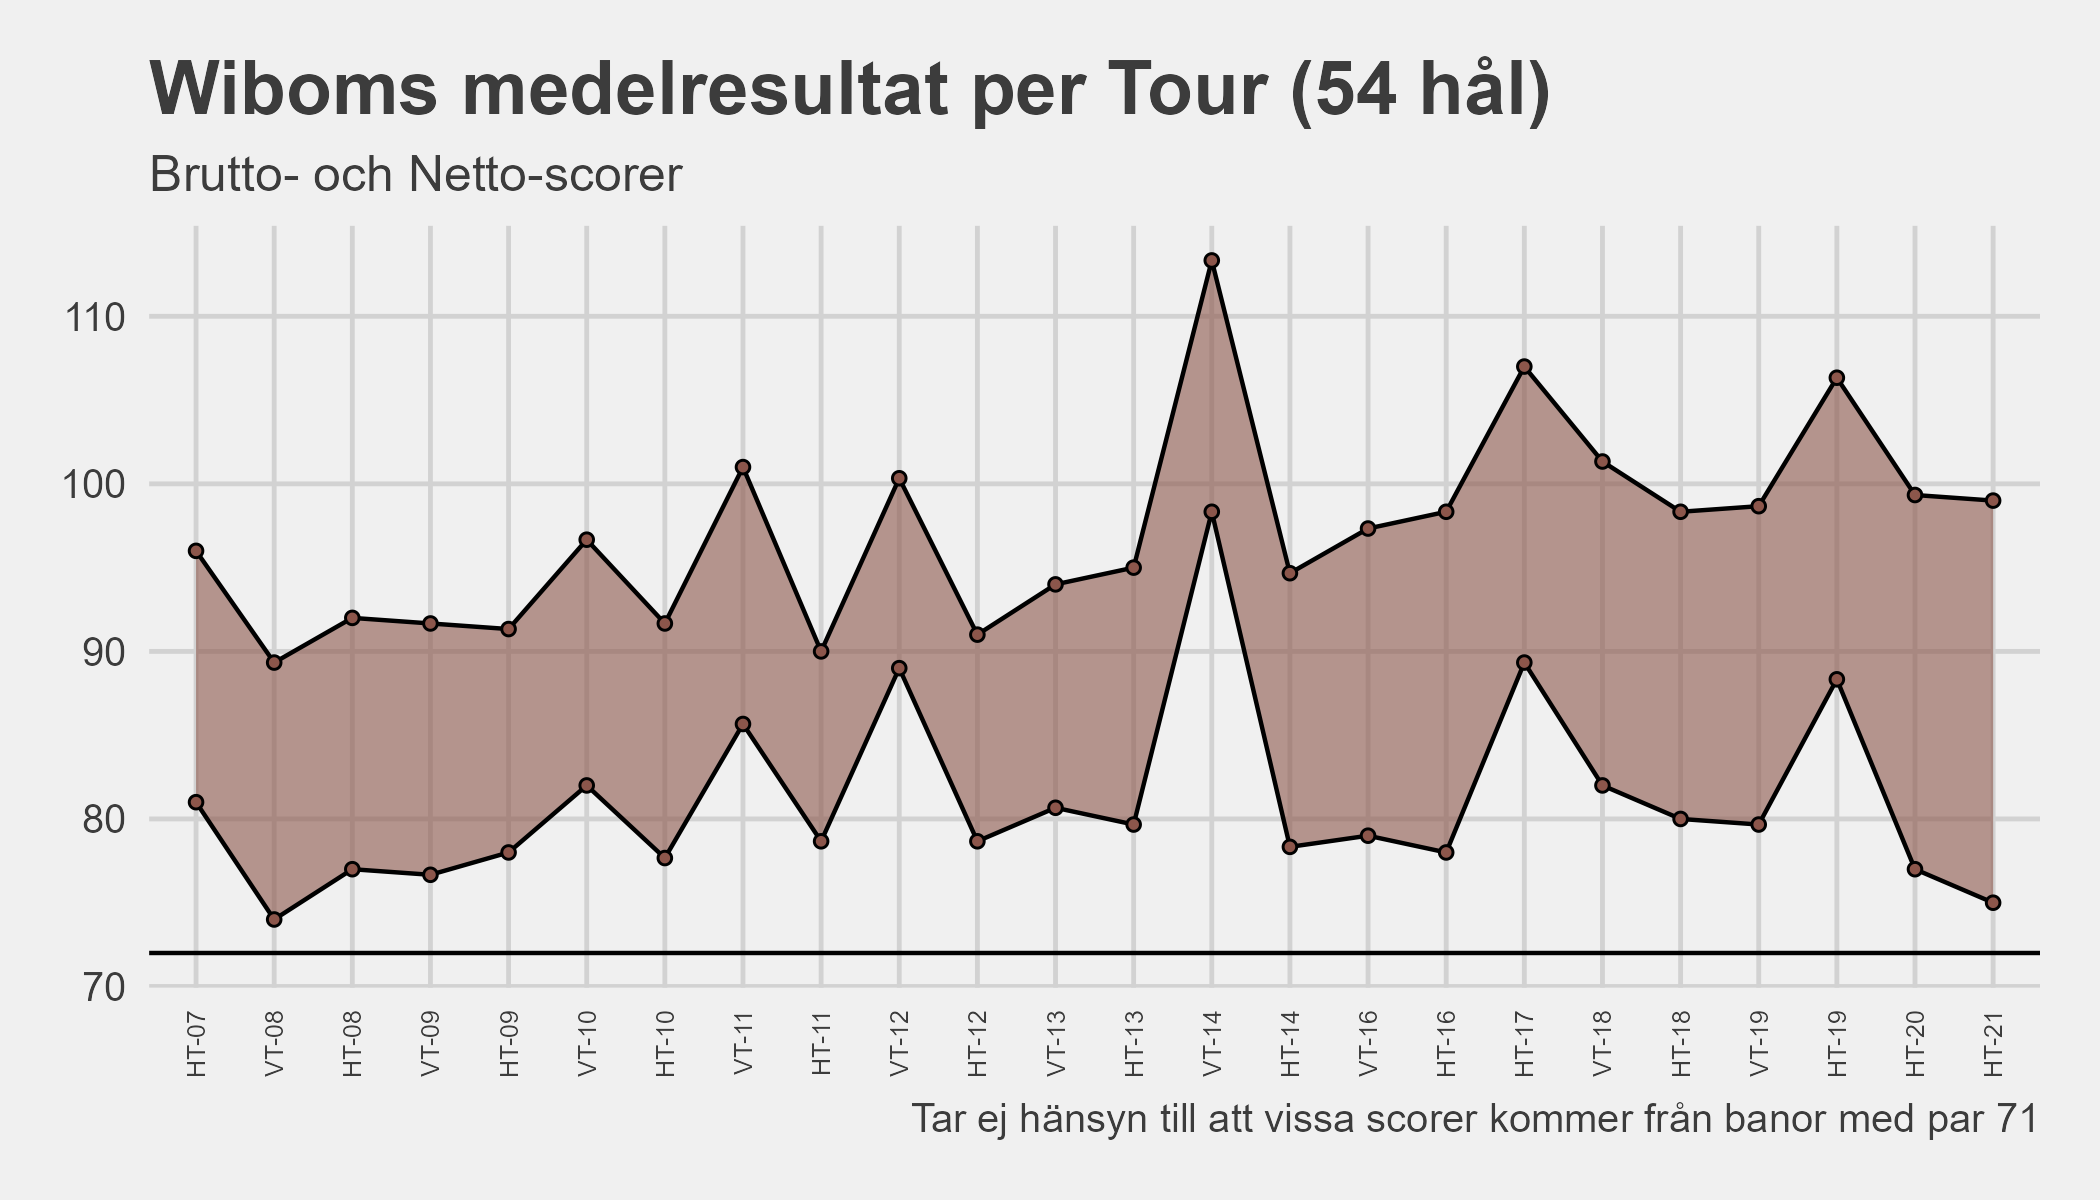 Wiboms medelresultat per Tour (54 hål)
Brutto- och Netto-scorer
110
100
90
80
70
HT-07
VT-08
HT-08
VT-09
HT-09
VT-10
HT-10
VT-11
HT-11
VT-12
HT-12
VT-13
HT-13
VT-14
HT-14
VT-16
HT-16
HT-17
VT-18
HT-18
VT-19
HT-19
HT-20
HT-21
Tar ej hänsyn till att vissa scorer kommer från banor med par 71